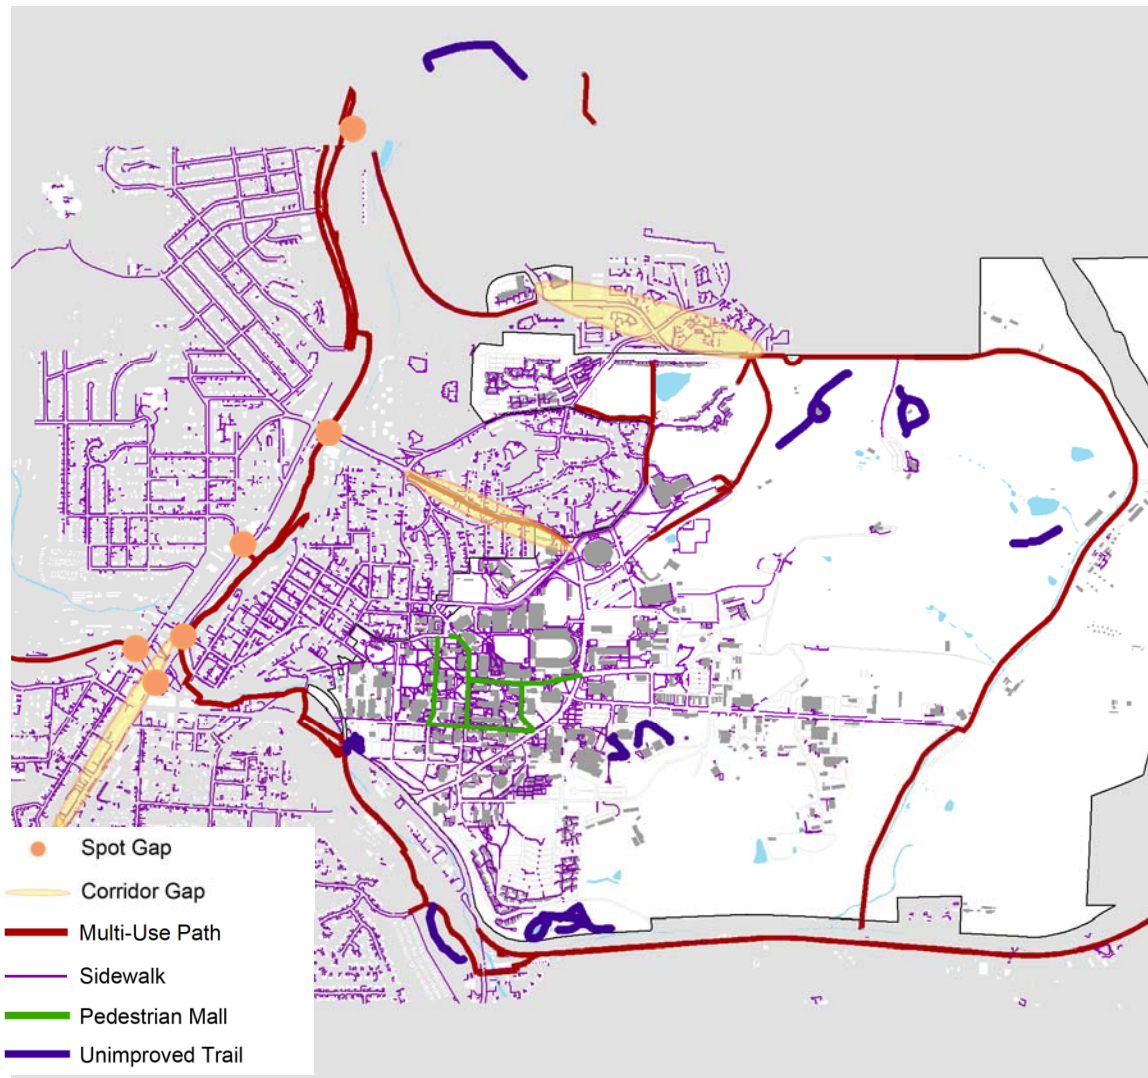 Spot Gap
Corridor Gap
Multi-Use Path
Sidewalk
Pedestrian Mall
Unimproved Trail